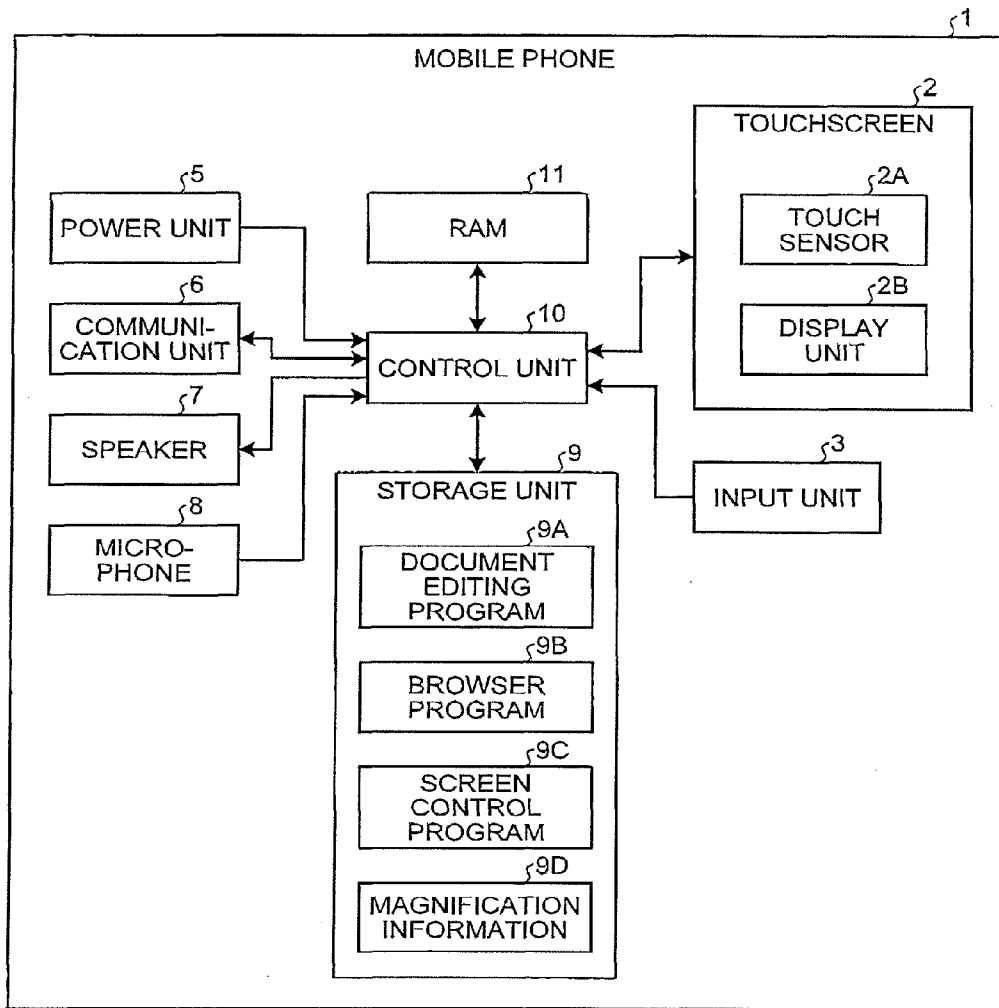 1
MOBILE PHONE
2
TOUCHSCREEN
2A
TOUCH
SENSOR
2B
DISPLAY
UNIT
5
POWER UNIT
11
RAM
6
COMMUNI-
CATION UNIT
10
CONTROL UNIT
7
SPEAKER
8
MICRO-
PHONE
3
INPUT UNIT
9
STORAGE UNIT
9A
DOCUMENT
EDITING
PROGRAM
9B
BROWSER
PROGRAM
9C
SCREEN
CONTROL
PROGRAM
9D
MAGNIFICATION
INFORMATION